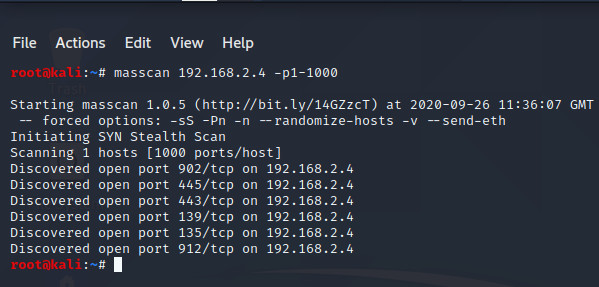 File Actions Edit View Help
root@kali:~# masscan 192.168.2.4 -p1-1000
Starting masscan 1.0.5 (http://bit.ly/14GZzcT) at 2020-09-26 11:36:07 GMT
-- forced options: -sS -Pn -n --randomize-hosts -v --send-eth
Initiating SYN Stealth Scan
Scanning 1 hosts [1000 ports/host]
Discovered open port 902/tcp on 192.168.2.4
Discovered open port 445/tcp on 192.168.2.4
Discovered open port 443/tcp on 192.168.2.4
Discovered open port 139/tcp on 192.168.2.4
Discovered open port 135/tcp on 192.168.2.4
Discovered open port 912/tcp on 192.168.2.4
root@kali:~#